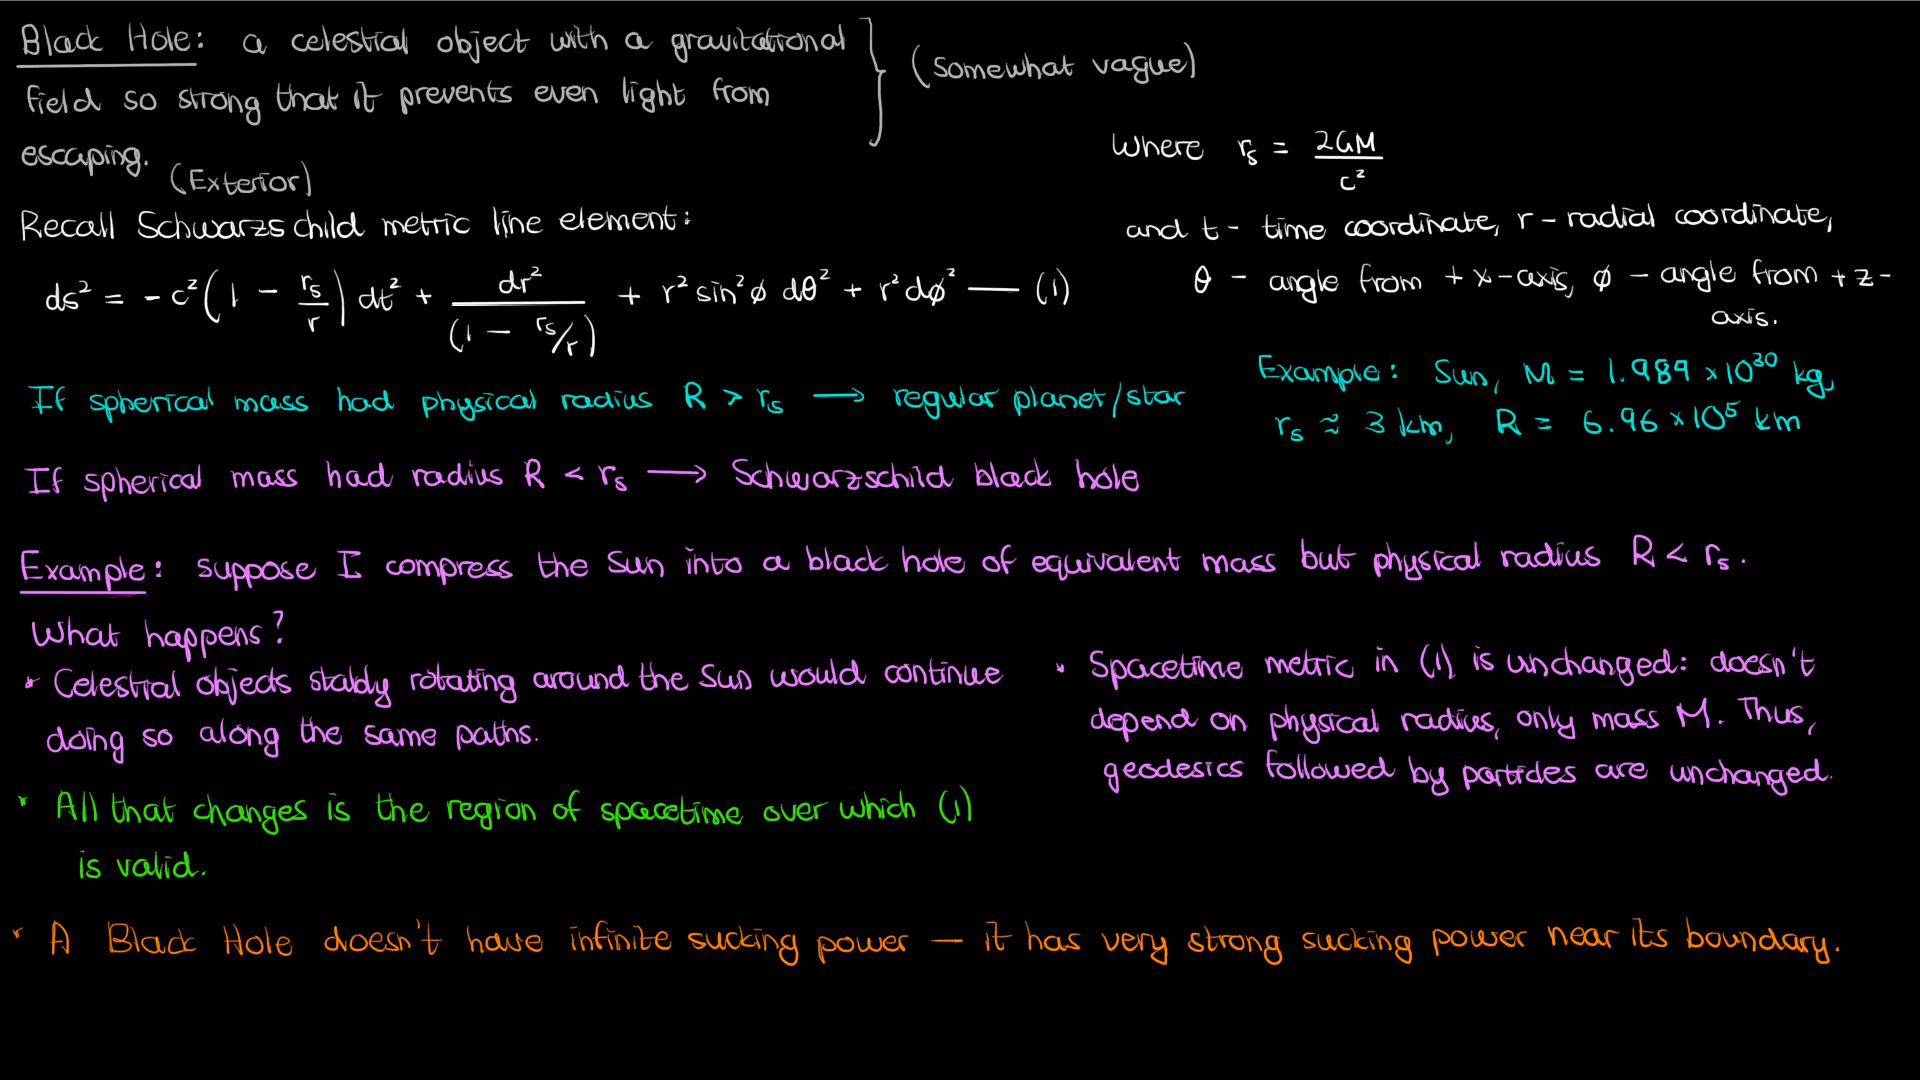 Black Hole: a celestial object with a gravitational
field so strong that it prevents even light from
escaping.
(somewhat vague)
(Exterior)
Recall Schwarzschild metric line element:
ds² = - c² (1 - rₛ/r) dt² + dr²/(1 - rₛ/r) + r² sin²ϕ dθ² + r² dϕ² — (1)
Where rₛ = 2GM/c²
and t - time coordinate, r - radial coordinate,
θ - angle from +x-axis, ϕ - angle from +z-
axis.
If spherical mass had physical radius R > rₛ ⟶ regular planet/star
Example: Sun, M = 1.989 × 10³⁰ kg,
rₛ ≈ 3 km, R = 6.96 × 10⁵ km
If spherical mass had radius R < rₛ ⟶ Schwarzschild black hole
Example: suppose I compress the Sun into a black hole of equivalent mass but physical radius R < rₛ.
What happens?
• Celestial objects stably rotating around the Sun would continue
doing so along the same paths.
• Spacetime metric in (1) is unchanged: doesn't
depend on physical radius, only mass M. Thus,
geodesics followed by particles are unchanged.
• All that changes is the region of spacetime over which (1)
is valid.
• A Black Hole doesn't have infinite sucking power — it has very strong sucking power near its boundary.